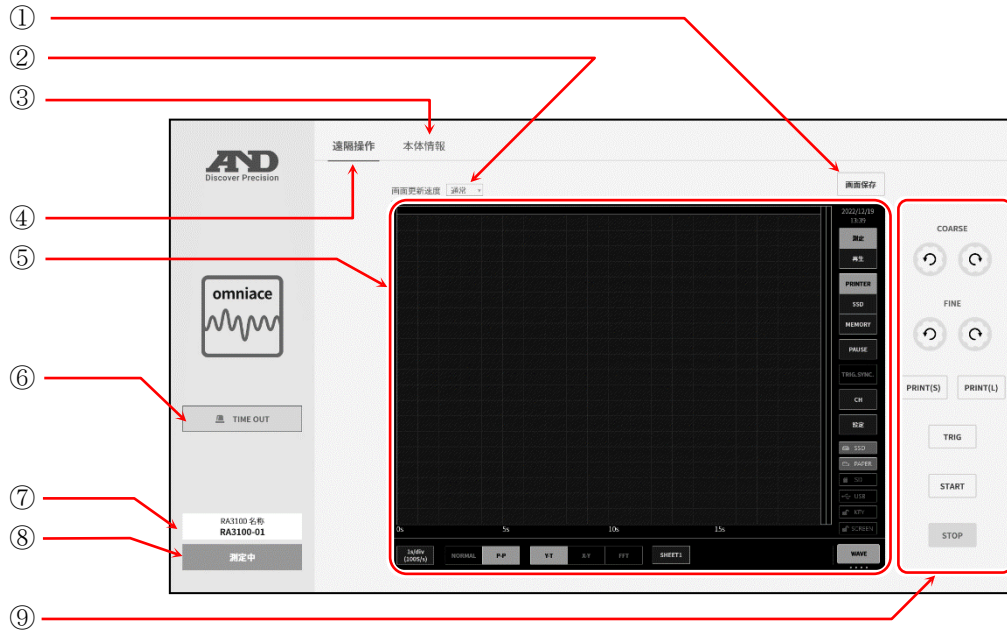 ①
②
③
④
⑤
⑥
⑦
⑧
⑨
AND
Discover Precision
omniace
TIME OUT
RA3100 名称
RA3100-01
測定中
遠隔操作 本体情報
画面更新速度 通常
画面保存
2022/12/19
測定
再生
PRINTER
SSD
MEMORY
PAUSE
TRIG.SYNC.
CH
設定
SSD
PAPER
SD
USB
KEY
SCREEN
0s 5s 10s 15s
1s/div
(100S/s)
NORMAL P-P Y-T X-Y FFT SHEET1 WAVE
COARSE
FINE
PRINT(S) PRINT(L)
TRIG
START
STOP